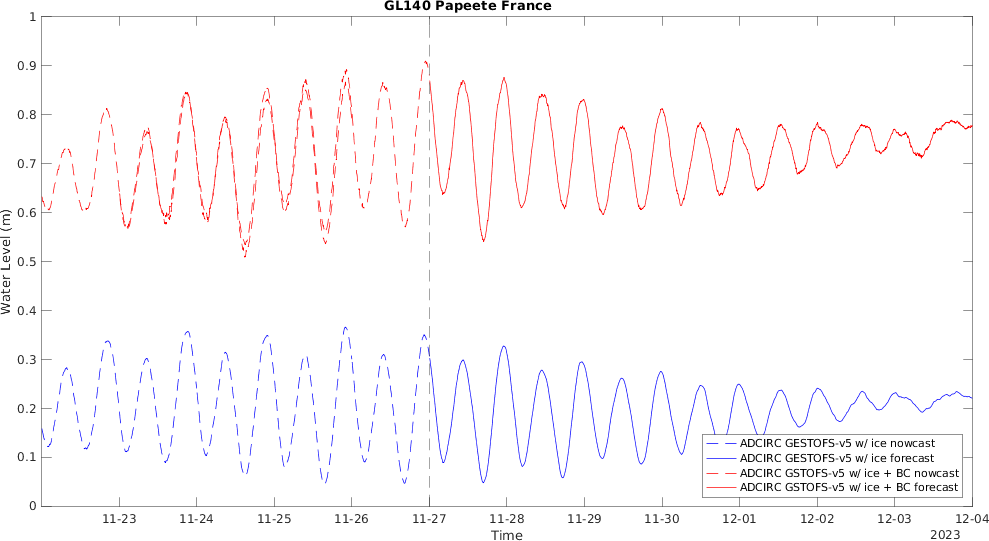 GL140 Papeete France
1
0.9
0.8
0.7
0.6
0.5
0.4
0.3
0.2
0.1
0
Water Level (m)
ADCIRC GESTOFS-v5 w/ ice nowcast
ADCIRC GESTOFS-v5 w/ ice forecast
ADCIRC GSTOFS-v5 w/ ice + BC nowcast
ADCIRC GSTOFS-v5 w/ ice + BC forecast
11-23 11-24 11-25 11-26 11-27 11-28 11-29 11-30 12-01 12-02 12-03 12-04
Time
2023